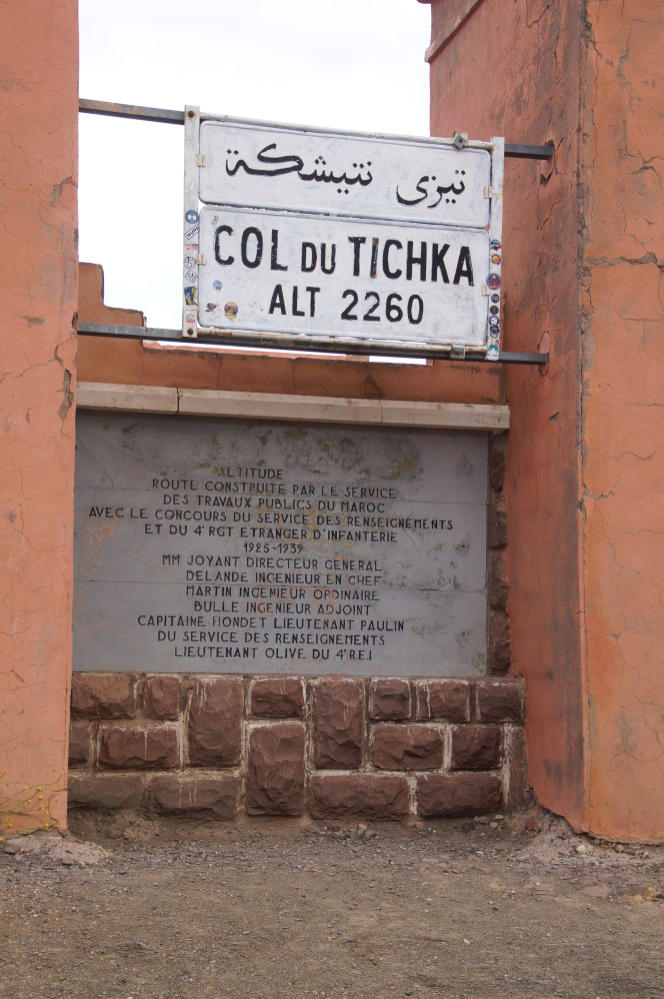 تيزي نتيشكة
COL DU TICHKA
ALT 2260
ALTITUDE
ROUTE CONSTRUITE PAR LE SERVICE
DES TRAVAUX PUBLICS DU MAROC
AVEC LE CONCOURS DU SERVICE DES RENSEIGNEMENTS
ET DU 4ᵉ RGT ETRANGER D'INFANTERIE
1925-1939
MM JOYANT DIRECTEUR GENERAL
DELANDE INGENIEUR EN CHEF
MARTIN INGENIEUR ORDINAIRE
BULLE INGENIEUR ADJOINT
CAPITAINE HONDET LIEUTENANT PAULIN
DU SERVICE DES RENSEIGNEMENTS
LIEUTENANT OLIVE DU 4ᵉ R.E.I